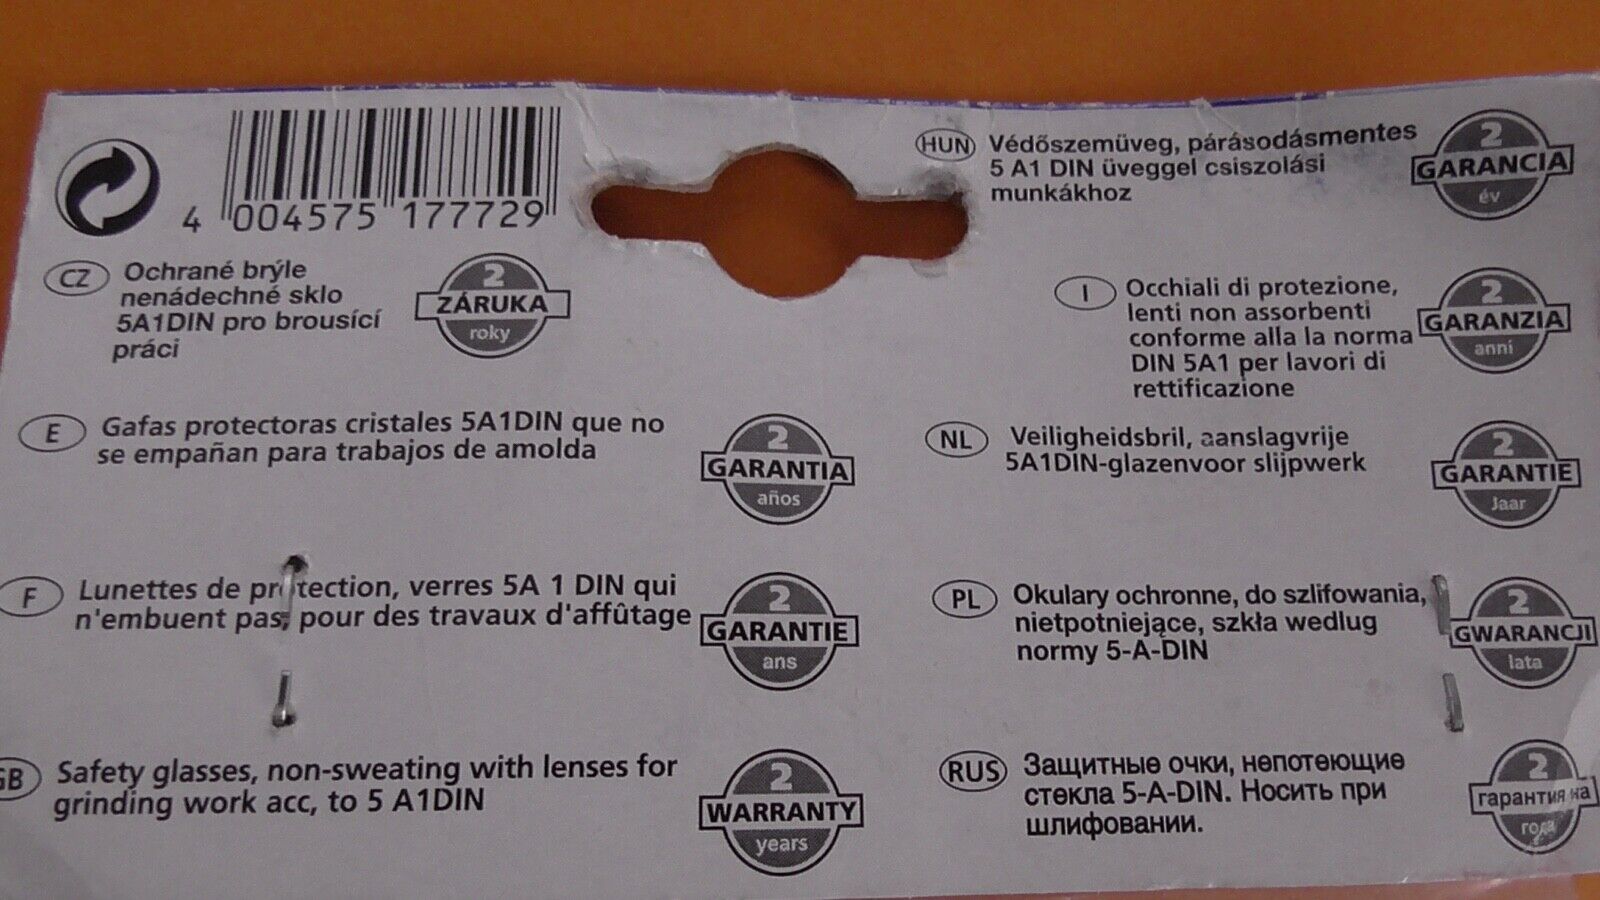 4 004575 177729
CZ
Ochrané brýle
nenádechné sklo
5A1DIN pro brousící
práci
2
ZÁRUKA
roky
E
Gafas protectoras cristales 5A1DIN que no
se empañan para trabajos de amolda
2
GARANTIA
años
F
Lunettes de protection, verres 5A 1 DIN qui
n'embuent pas, pour des travaux d'affûtage
2
GARANTIE
ans
GB
Safety glasses, non-sweating with lenses for
grinding work acc, to 5 A1DIN
2
WARRANTY
years
HUN
Védőszemüveg, párásodásmentes
5 A1 DIN üveggel csiszolási
munkákhoz
2
GARANCIA
év
I
Occhiali di protezione,
lenti non assorbenti
conforme alla la norma
DIN 5A1 per lavori di
rettificazione
2
GARANZIA
anni
NL
Veiligheidsbril, aanslagvrije
5A1DIN-glazenvoor slijpwerk
2
GARANTIE
Jaar
PL
Okulary ochronne, do szlifowania,
nietpotniejące, szkła wedlug
normy 5-A-DIN
2
GWARANCJI
lata
RUS
Защитные очки, непотеющие
стекла 5-A-DIN. Носить при
шлифовании.
2
гарантия на
года